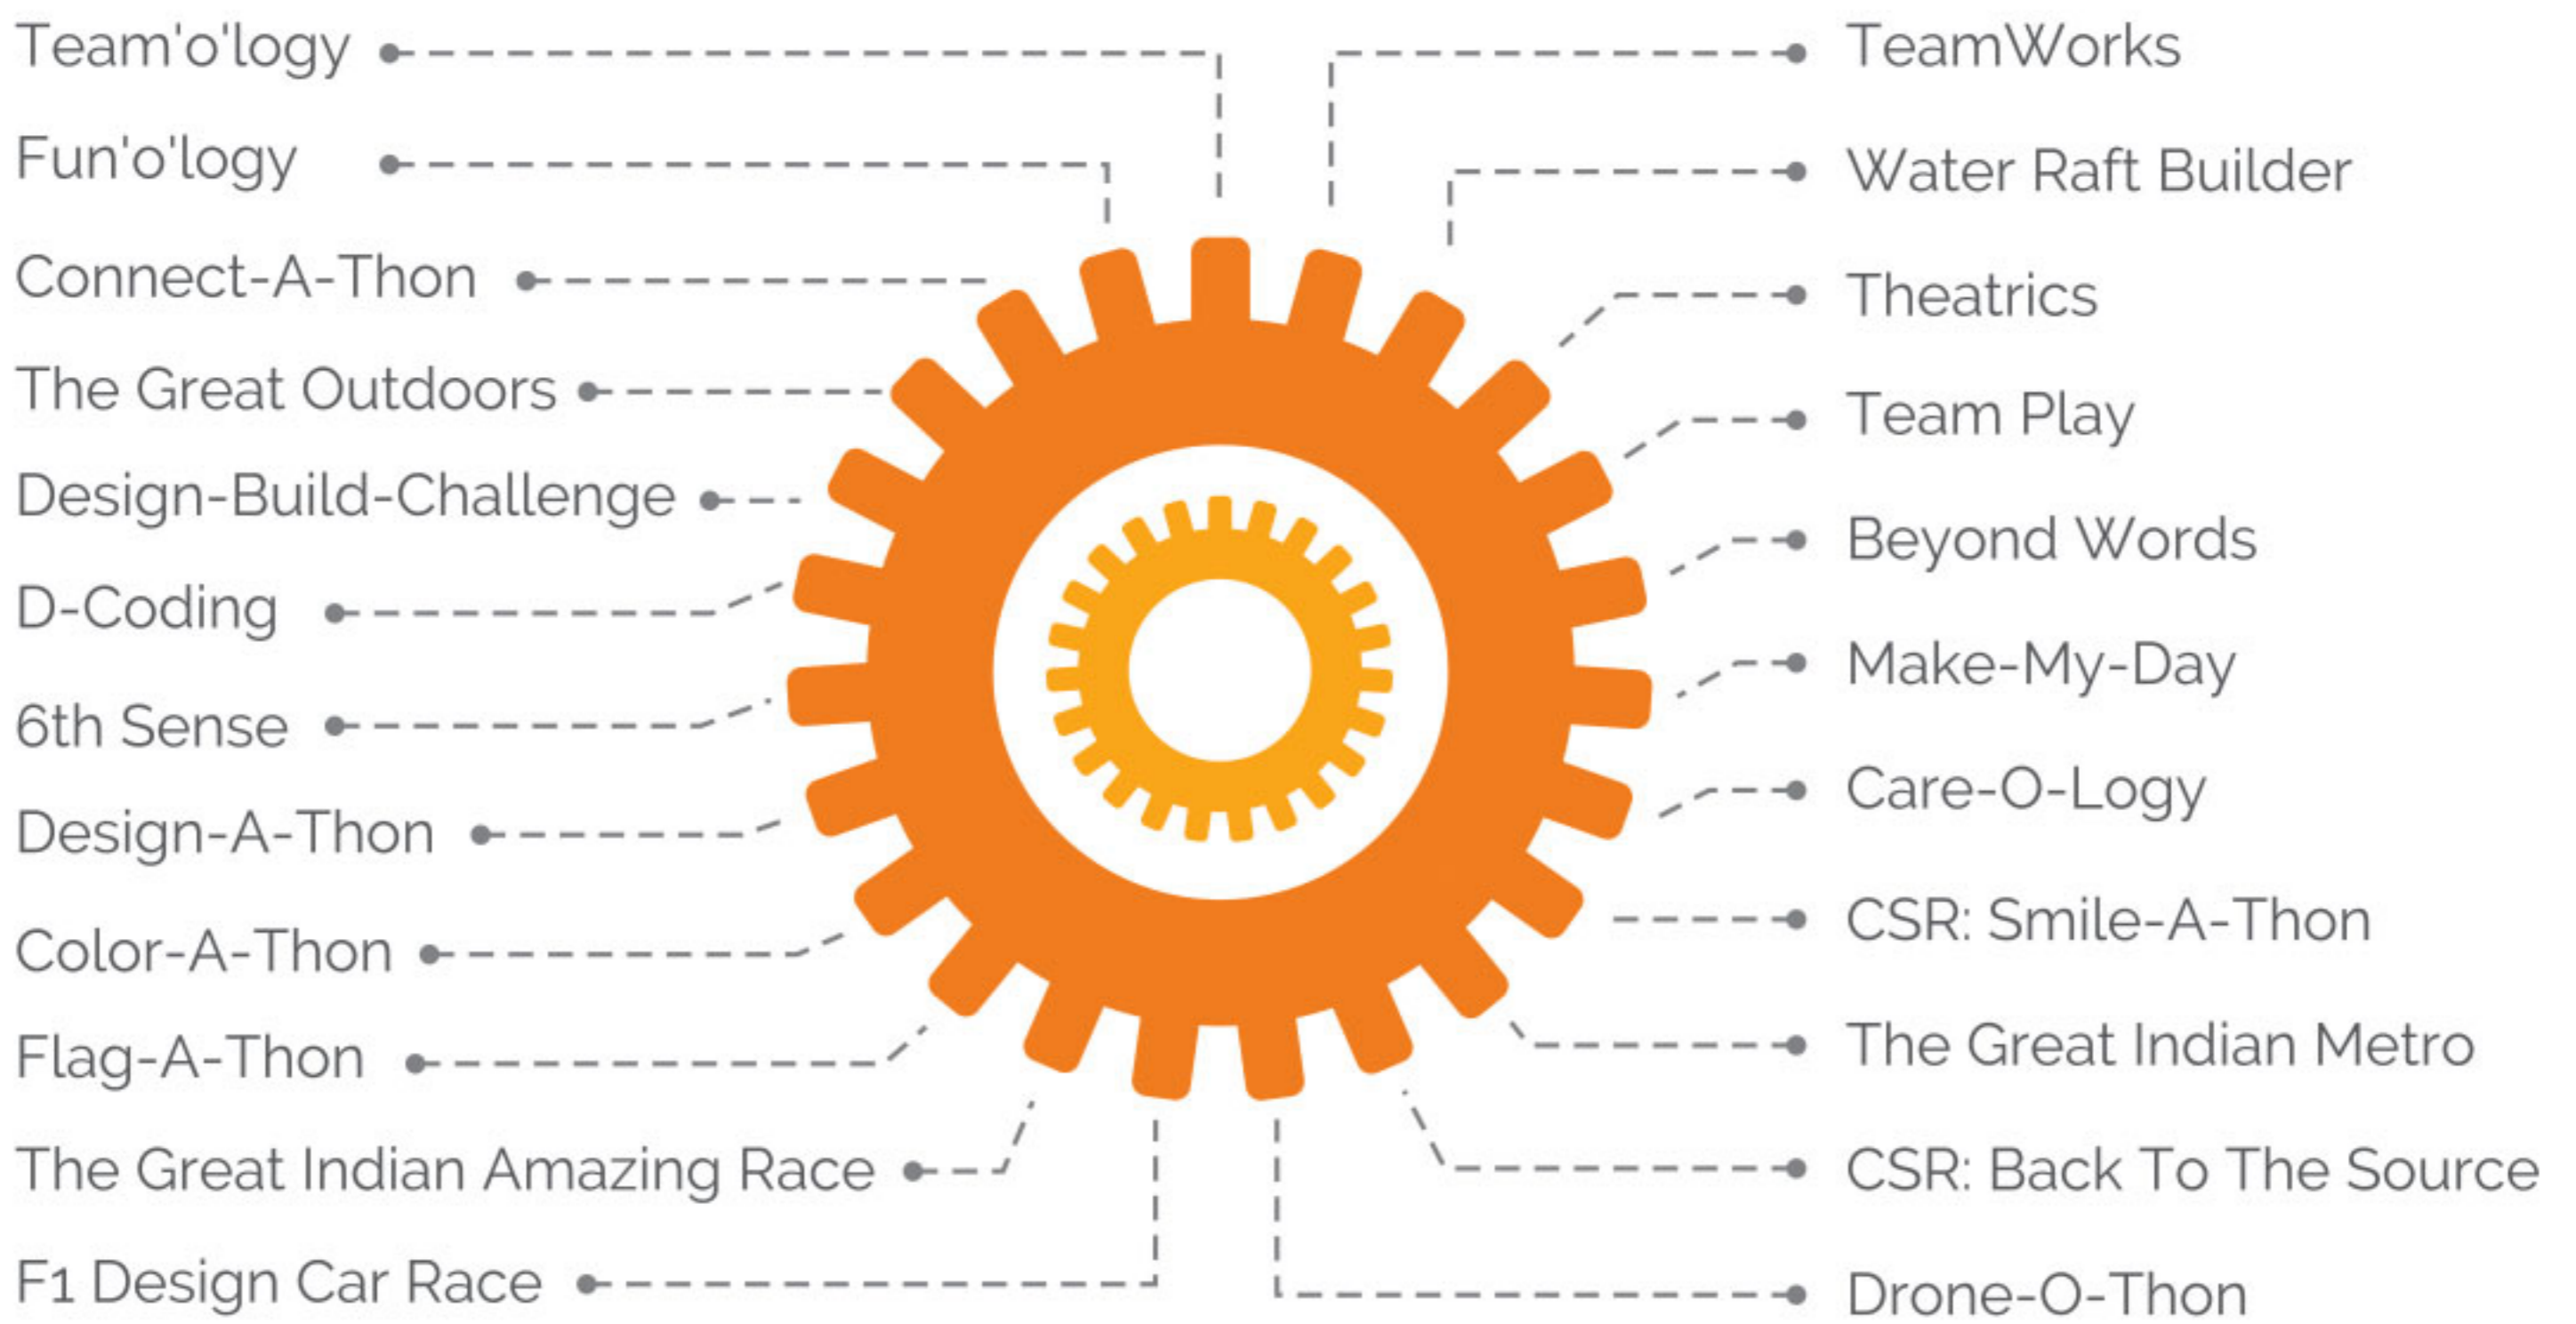 Team'o'logy
Fun'o'logy
Connect-A-Thon
The Great Outdoors
Design-Build-Challenge
D-Coding
6th Sense
Design-A-Thon
Color-A-Thon
Flag-A-Thon
The Great Indian Amazing Race
F1 Design Car Race
TeamWorks
Water Raft Builder
Theatrics
Team Play
Beyond Words
Make-My-Day
Care-O-Logy
CSR: Smile-A-Thon
The Great Indian Metro
CSR: Back To The Source
Drone-O-Thon